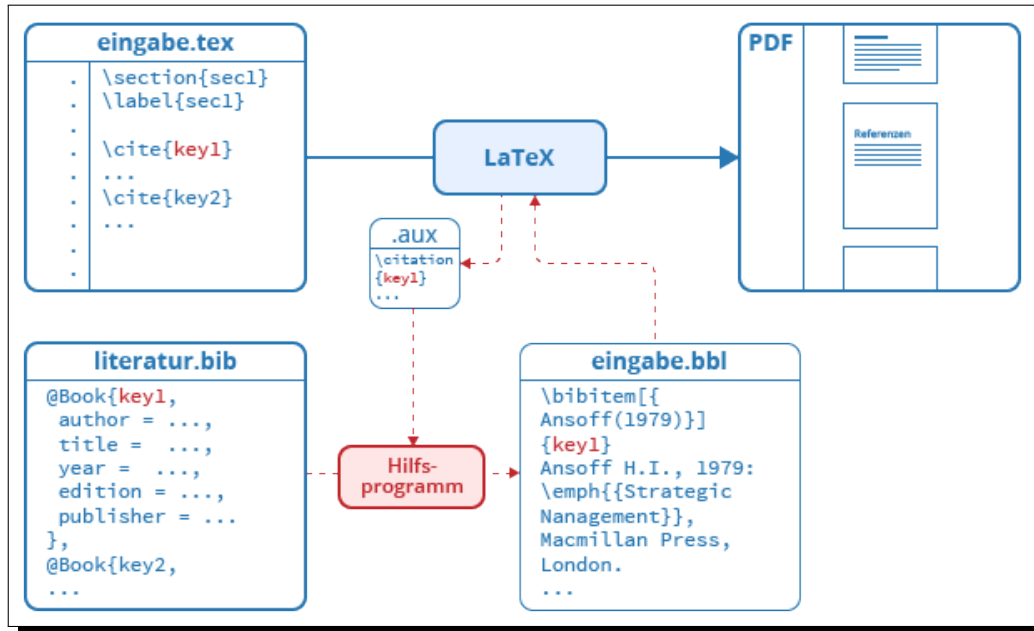 eingabe.tex
. \section{sec1}
. \label{sec1}
.
. \cite{key1}
. ...
. \cite{key2}
. ...
.
.
LaTeX
PDF
Referenzen
.aux
\citation
{key1}
...
literatur.bib
@Book{key1,
author = ...,
title = ...,
year = ...,
edition = ...,
publisher = ...
},
@Book{key2,
...
Hilfs-
programm
eingabe.bbl
\bibitem[{
Ansoff(1979)}]
{key1}
Ansoff H.I., 1979:
\emph{{Strategic
Nanagement}},
Macmillan Press,
London.
...